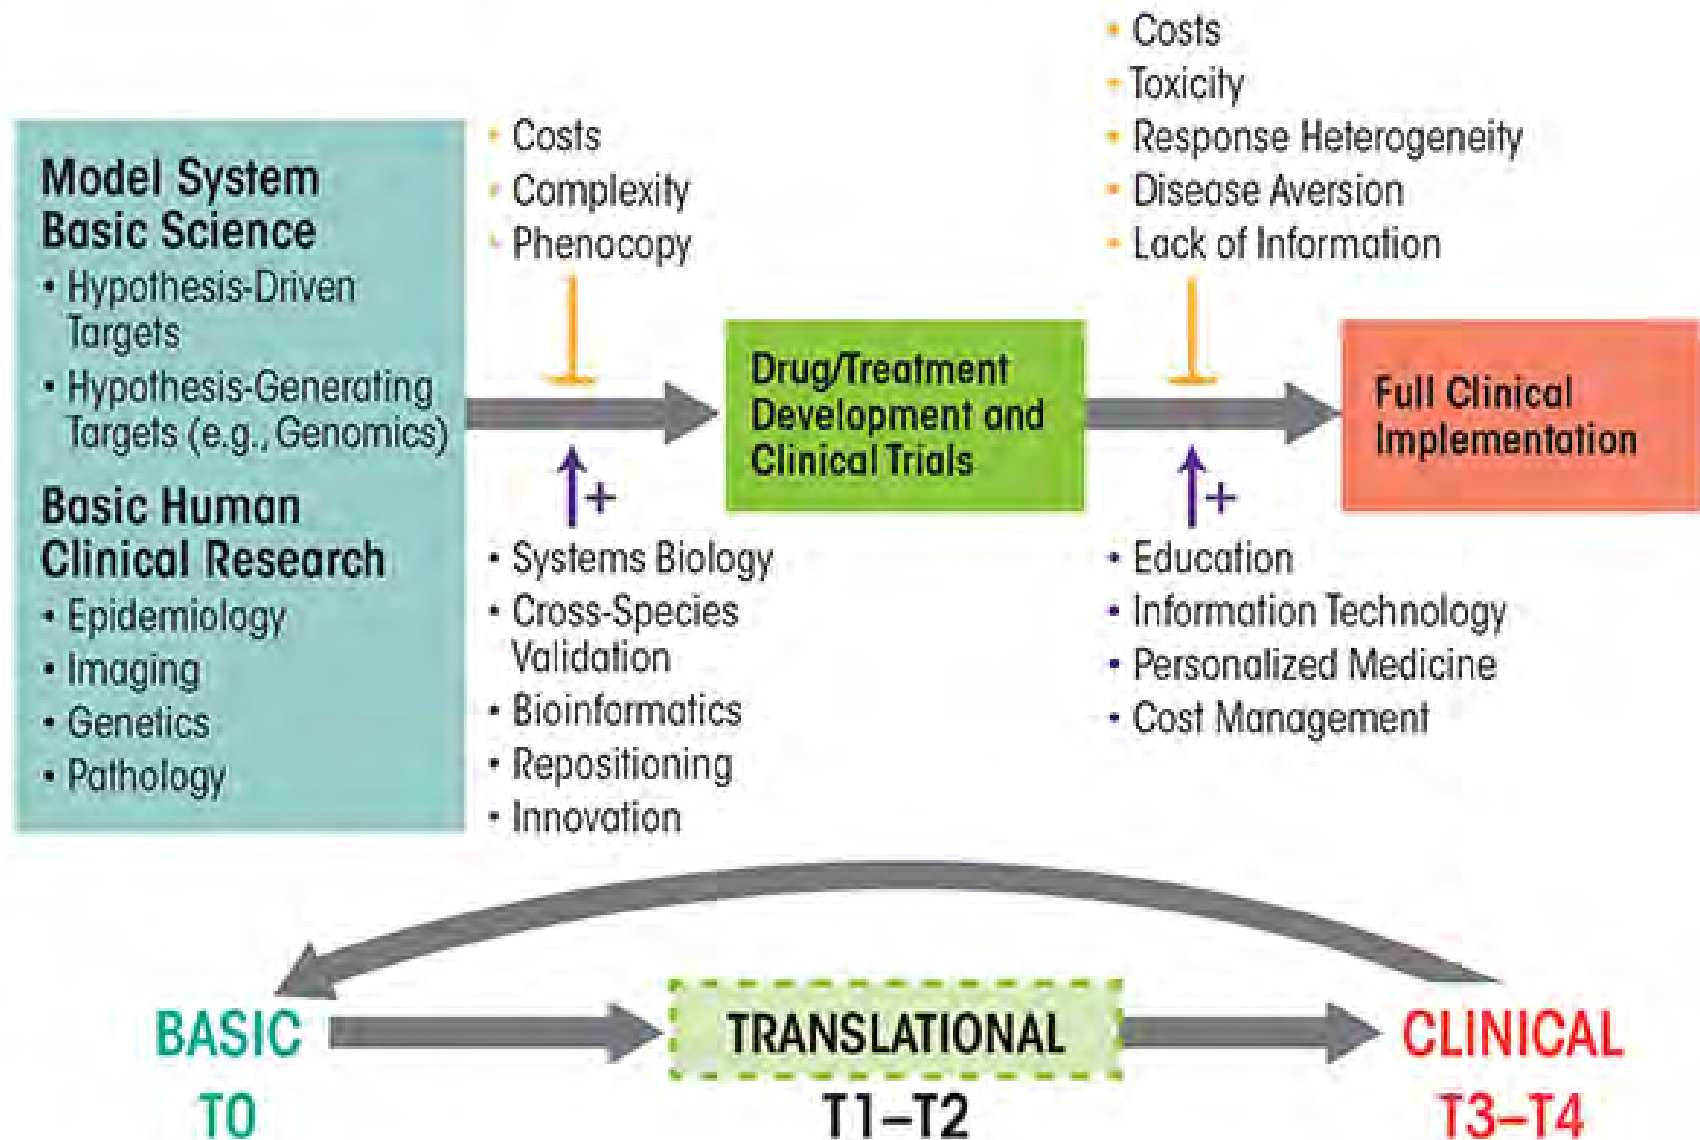 Model System
Basic Science
• Hypothesis-Driven
Targets
• Hypothesis-Generating
Targets (e.g., Genomics)
Basic Human
Clinical Research
• Epidemiology
• Imaging
• Genetics
• Pathology
• Costs
• Complexity
• Phenocopy
+
• Systems Biology
• Cross-Species
Validation
• Bioinformatics
• Repositioning
• Innovation
Drug/Treatment
Development and
Clinical Trials
• Costs
• Toxicity
• Response Heterogeneity
• Disease Aversion
• Lack of Information
+
• Education
• Information Technology
• Personalized Medicine
• Cost Management
Full Clinical
Implementation
BASIC
T0
TRANSLATIONAL
T1–T2
CLINICAL
T3–T4